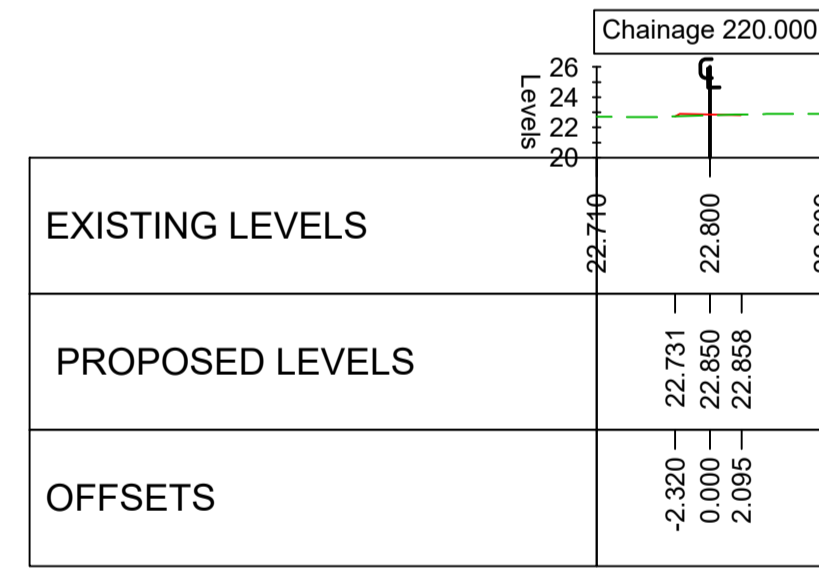 Chainage 220.000
26
24
22
20
Levels
EXISTING LEVELS
22.710
22.800
PROPOSED LEVELS
22.731
22.850
22.858
OFFSETS
-2.320
0.000
2.095